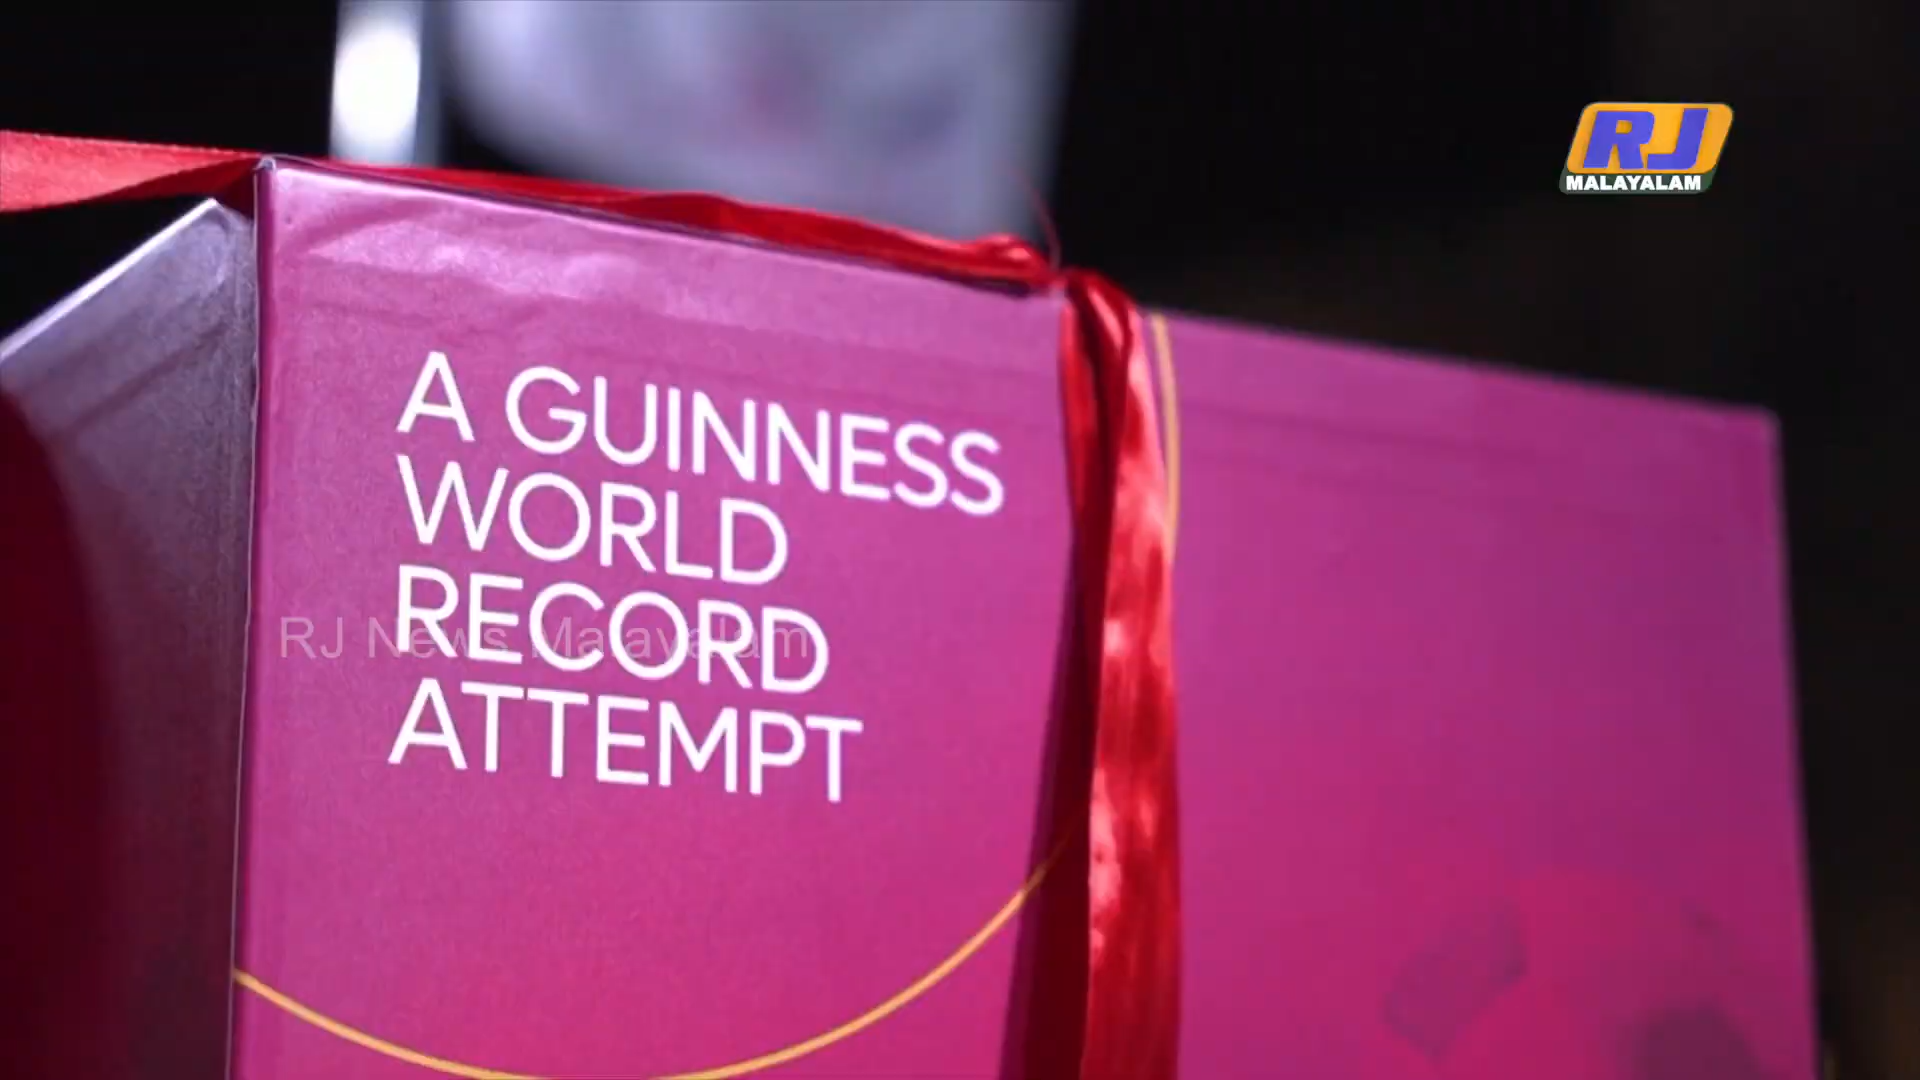 RJ
MALAYALAM
A GUINNESS
WORLD
RECORD
ATTEMPT
RJ News Malayalam